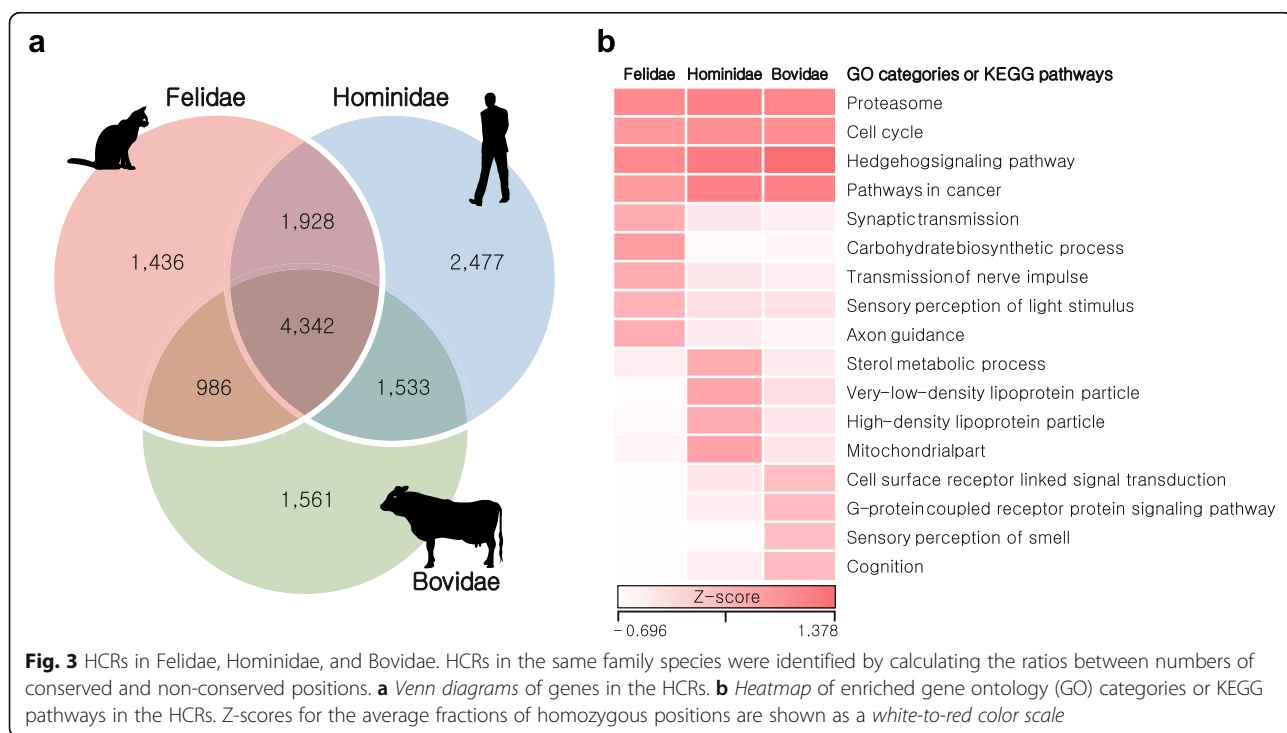 a
Felidae
Hominidae
1,928
1,436
2,477
4,342
986
1,533
1,561
Bovidae
b
Felidae Hominidae Bovidae GO categories or KEGG pathways
Proteasome
Cell cycle
Hedgehogsignaling pathway
Pathways in cancer
Synaptictransmission
Carbohydratebiosynthetic process
Transmissionof nerve impulse
Sensory perception of light stimulus
Axon guidance
Sterol metabolic process
Very-low-density lipoprotein particle
High-density lipoprotein particle
Mitochondrialpart
Cell surface receptor linked signal transduction
G-proteincoupled receptor protein signaling pathway
Sensory perception of smell
Cognition
Z-score
-0.696 1.378
Fig. 3 HCRs in Felidae, Hominidae, and Bovidae. HCRs in the same family species were identified by calculating the ratios between numbers of
conserved and non-conserved positions. a Venn diagrams of genes in the HCRs. b Heatmap of enriched gene ontology (GO) categories or KEGG
pathways in the HCRs. Z-scores for the average fractions of homozygous positions are shown as a white-to-red color scale